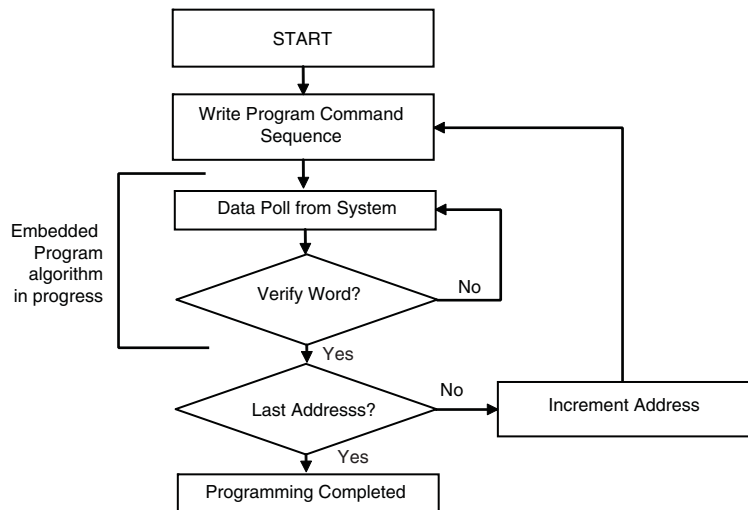 START
Write Program Command
Sequence
Data Poll from System
Embedded
Program
algorithm
in progress
Verify Word?
No
Yes
Last Addresss?
No
Increment Address
Yes
Programming Completed